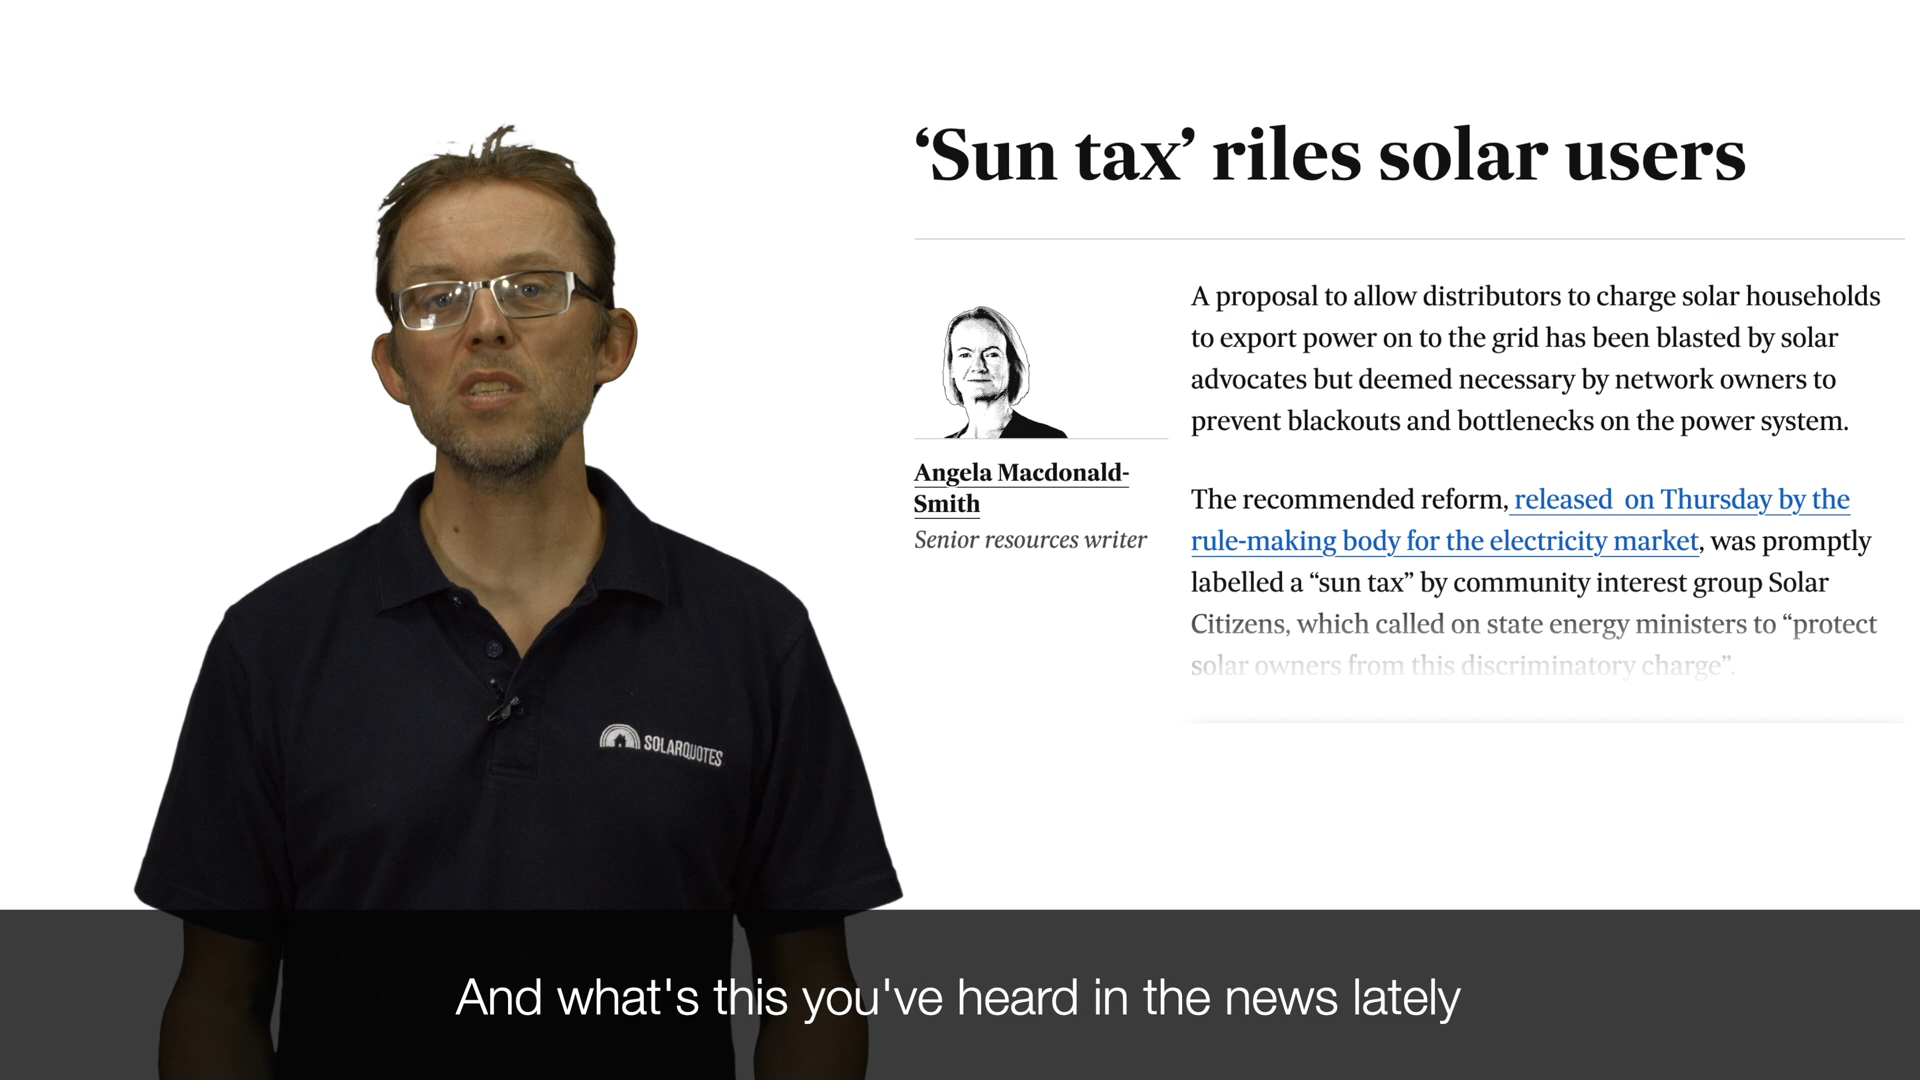 ‘Sun tax’ riles solar users
Angela Macdonald-
Smith
Senior resources writer
A proposal to allow distributors to charge solar households
to export power on to the grid has been blasted by solar
advocates but deemed necessary by network owners to
prevent blackouts and bottlenecks on the power system.
The recommended reform, released  on Thursday by the
rule-making body for the electricity market, was promptly
labelled a “sun tax” by community interest group Solar
Citizens, which called on state energy ministers to “protect
solar owners from this discriminatory charge”.
SOLARQUOTES
And what's this you've heard in the news lately